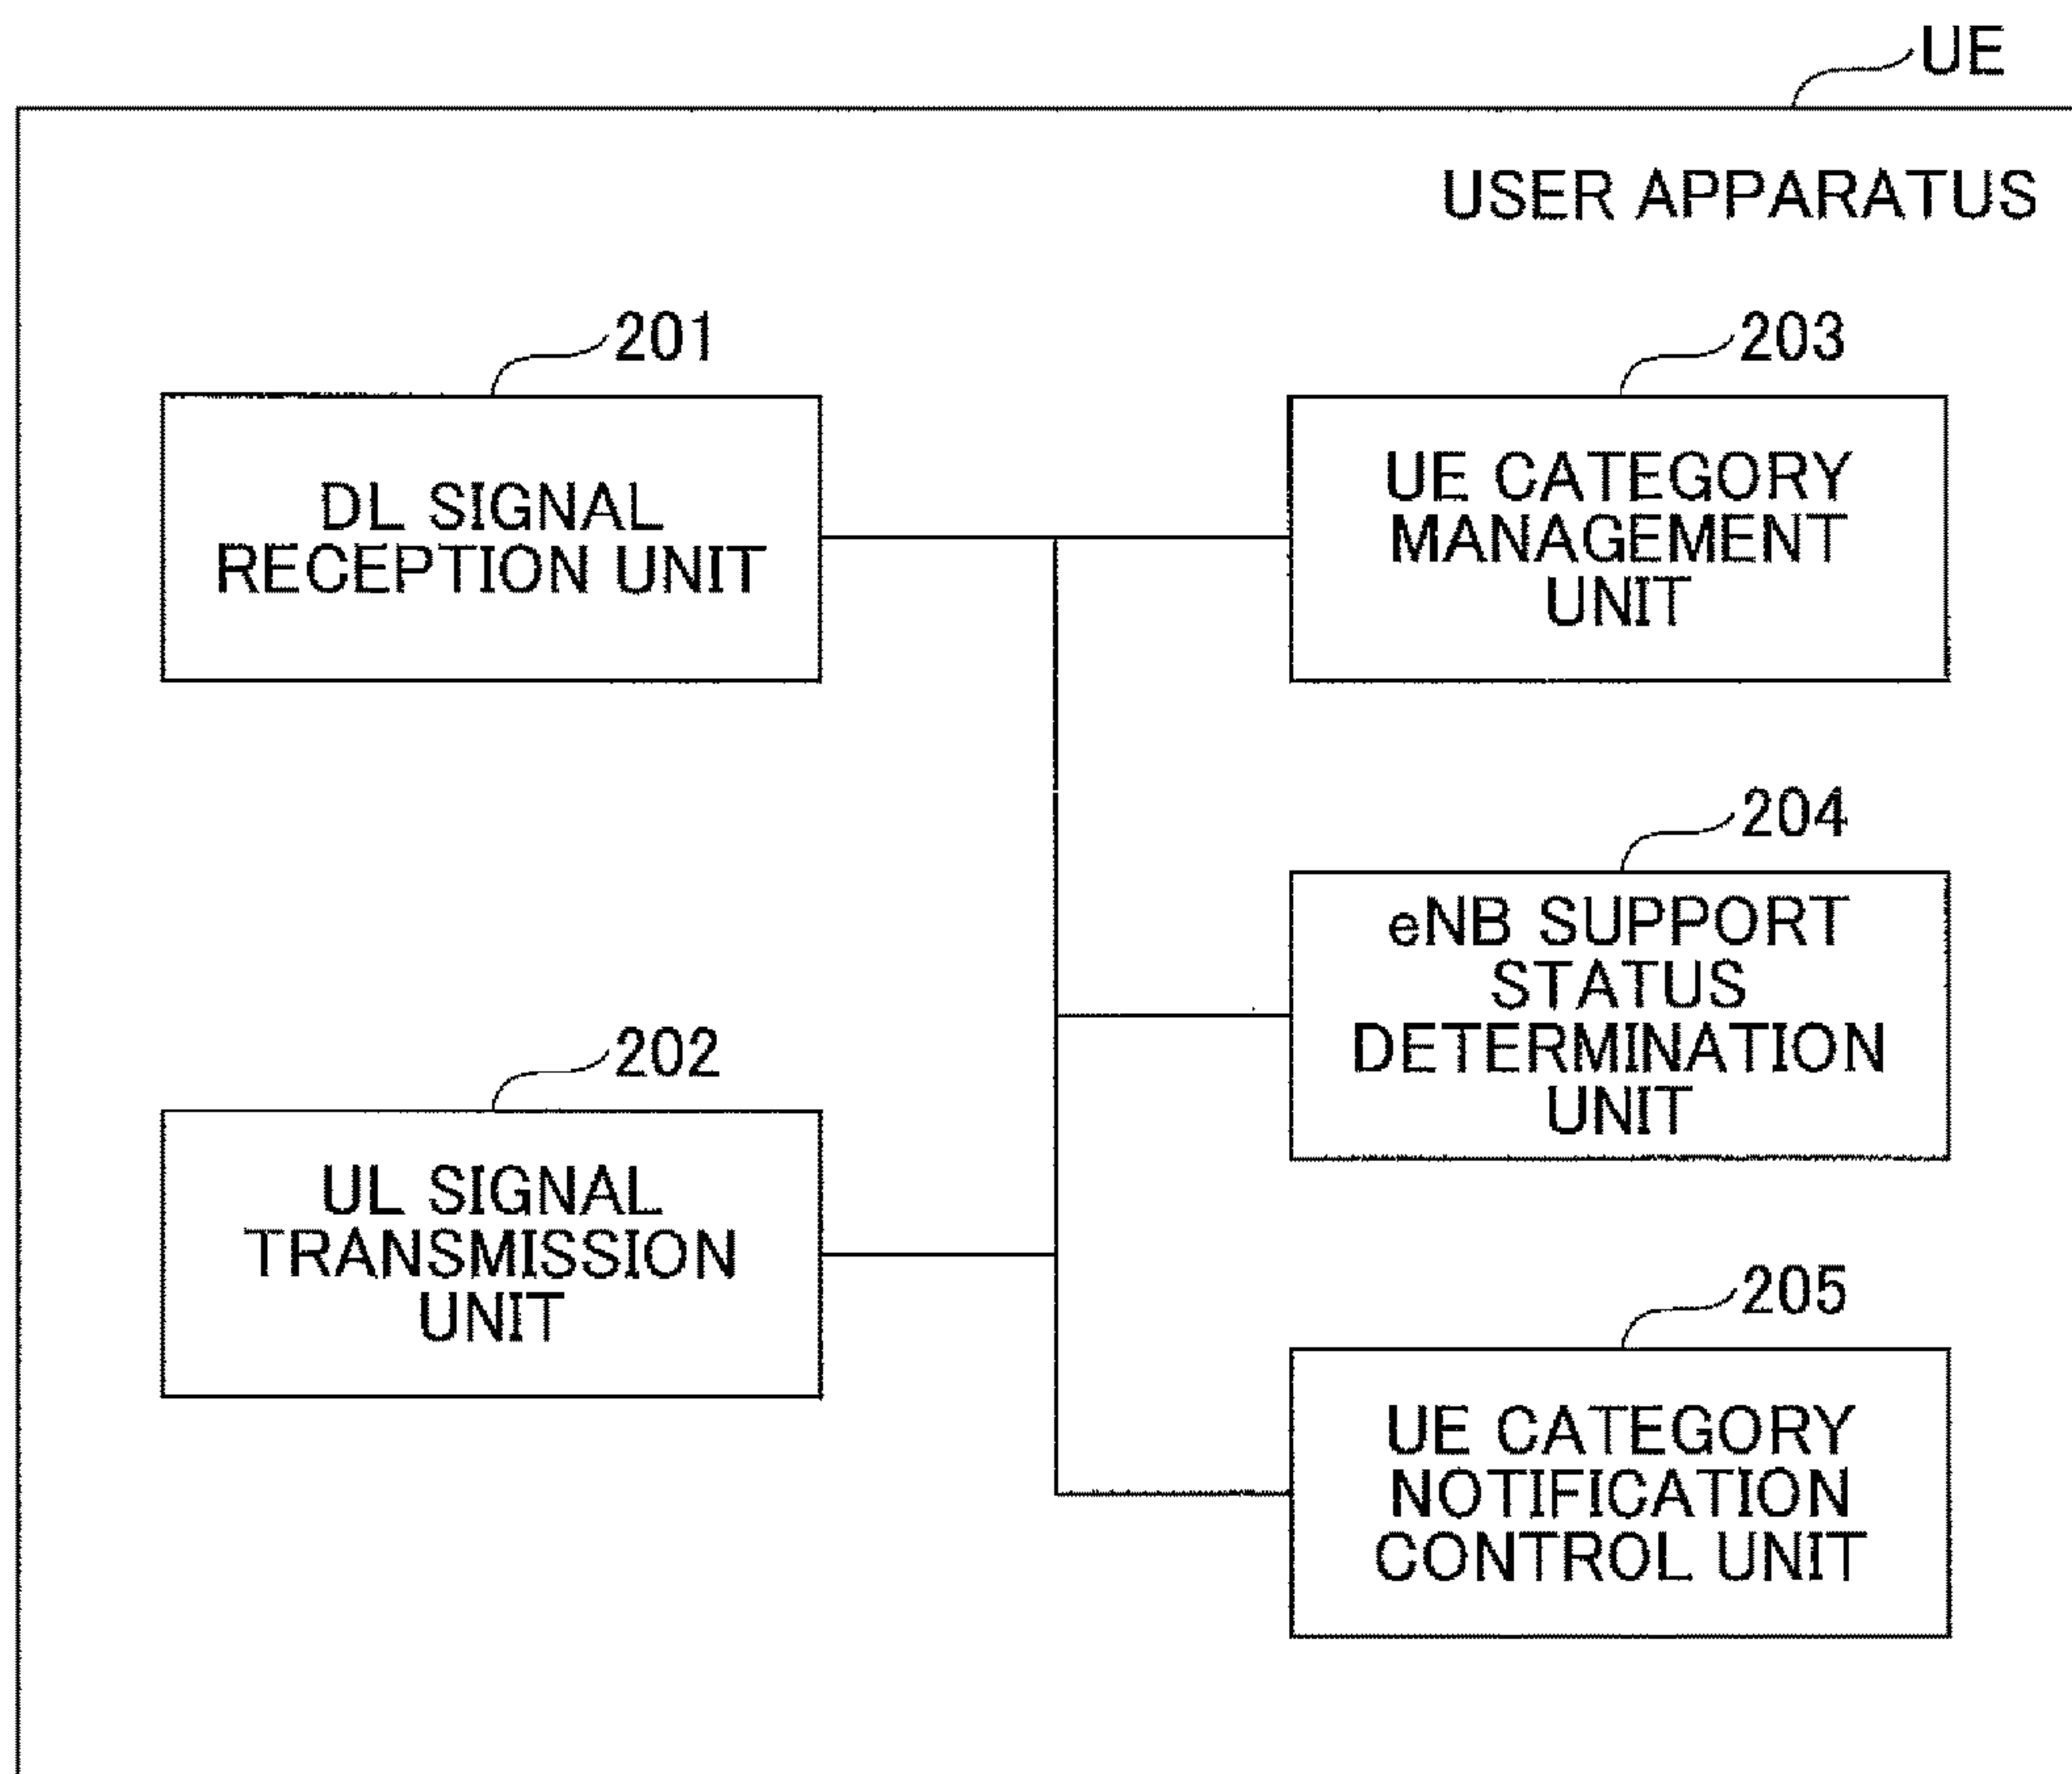 UE
USER APPARATUS
201
DL SIGNAL
RECEPTION UNIT
203
UE CATEGORY
MANAGEMENT
UNIT
204
eNB SUPPORT
STATUS
DETERMINATION
UNIT
202
UL SIGNAL
TRANSMISSION
UNIT
205
UE CATEGORY
NOTIFICATION
CONTROL UNIT